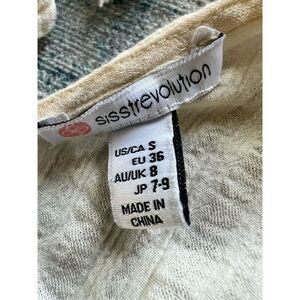 sisstrevolution
US/CA S
EU 36
AU/UK 8
JP 7-9
MADE IN
CHINA